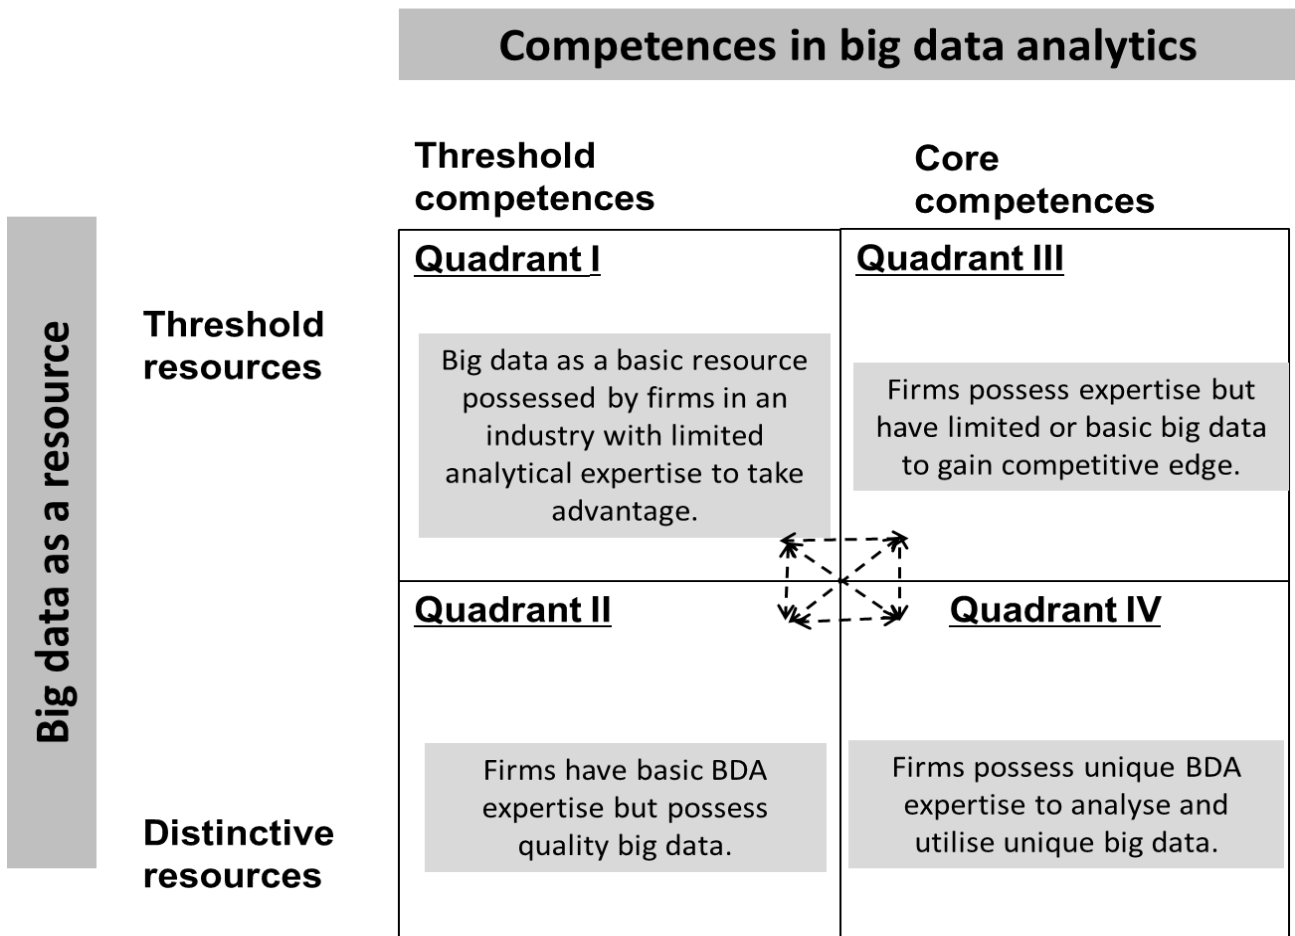 Competences in big data analytics
Threshold
competences
Core
competences
Big data as a resource
Threshold
resources
Quadrant I
Big data as a basic resource
possessed by firms in an
industry with limited
analytical expertise to take
advantage.
Quadrant III
Firms possess expertise but
have limited or basic big data
to gain competitive edge.
Distinctive
resources
Quadrant II
Firms have basic BDA
expertise but possess
quality big data.
Quadrant IV
Firms possess unique BDA
expertise to analyse and
utilise unique big data.